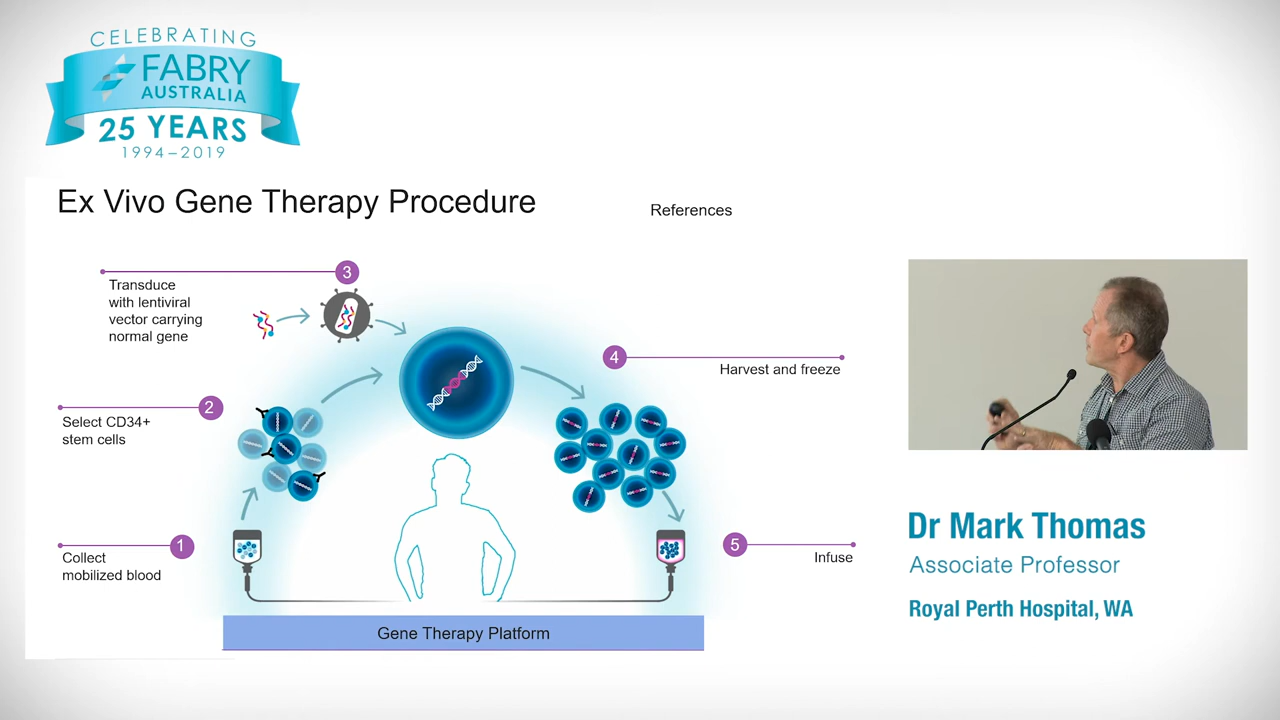 CELEBRATING
FABRY
AUSTRALIA
25 YEARS
1994–2019
Ex Vivo Gene Therapy Procedure
References
3
Transduce
with lentiviral
vector carrying
normal gene
4
Harvest and freeze
2
Select CD34+
stem cells
1
Collect
mobilized blood
5
Infuse
Gene Therapy Platform
Dr Mark Thomas
Associate Professor
Royal Perth Hospital, WA